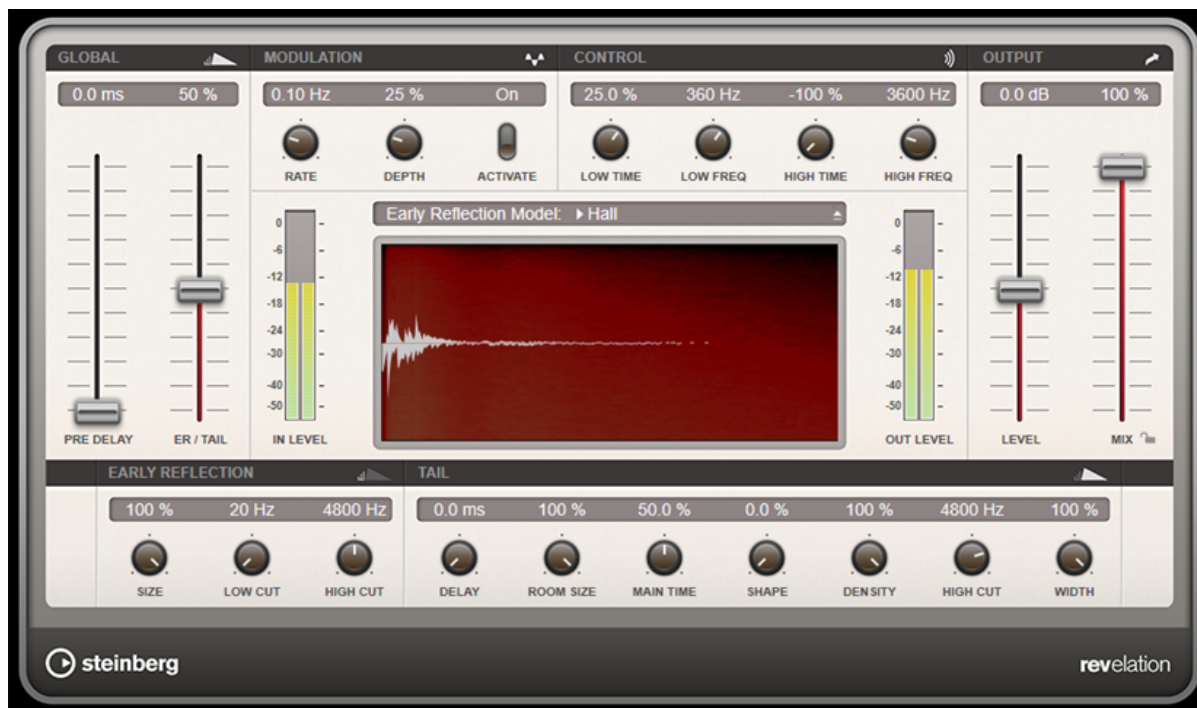 GLOBAL
0.0 ms 50 %
PRE DELAY ER / TAIL
MODULATION
0.10 Hz 25 % On
RATE DEPTH ACTIVATE
CONTROL
25.0 % 360 Hz -100 % 3600 Hz
LOW TIME LOW FREQ HIGH TIME HIGH FREQ
OUTPUT
0.0 dB 100 %
LEVEL MIX
Early Reflection Model: Hall
0
-6
-12
-18
-24
-30
-40
-50
IN LEVEL
0
-6
-12
-18
-24
-30
-40
-50
OUT LEVEL
EARLY REFLECTION
100 % 20 Hz 4800 Hz
SIZE LOW CUT HIGH CUT
TAIL
0.0 ms 100 % 50.0 % 0.0 % 100 % 4800 Hz 100 %
DELAY ROOM SIZE MAIN TIME SHAPE DENSITY HIGH CUT WIDTH
steinberg
revelation